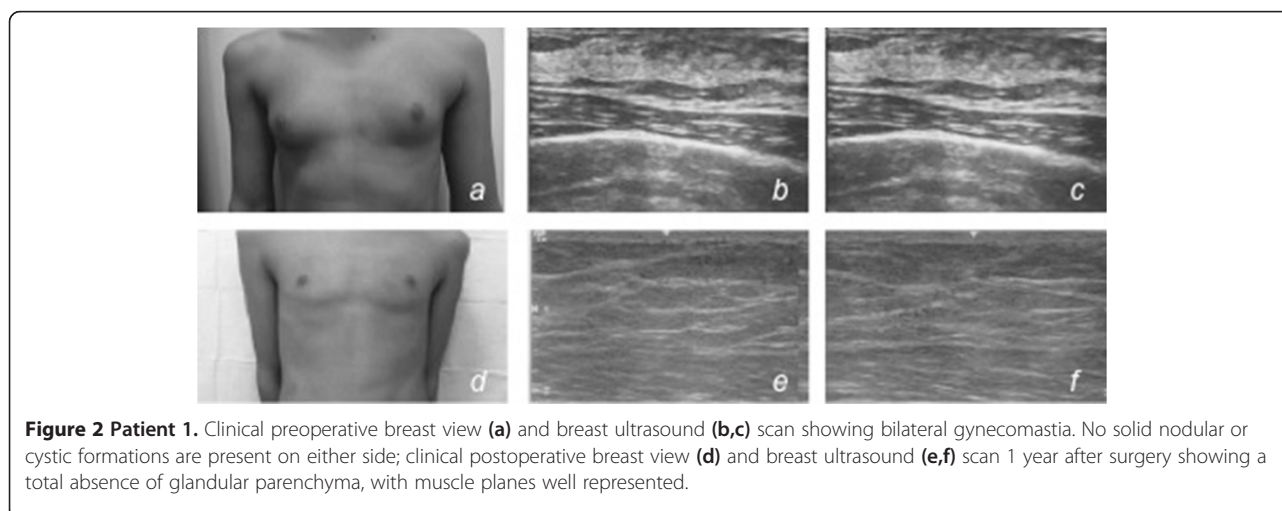 a
b
c
d
e
f
Figure 2 Patient 1. Clinical preoperative breast view (a) and breast ultrasound (b,c) scan showing bilateral gynecomastia. No solid nodular or
cystic formations are present on either side; clinical postoperative breast view (d) and breast ultrasound (e,f) scan 1 year after surgery showing a
total absence of glandular parenchyma, with muscle planes well represented.